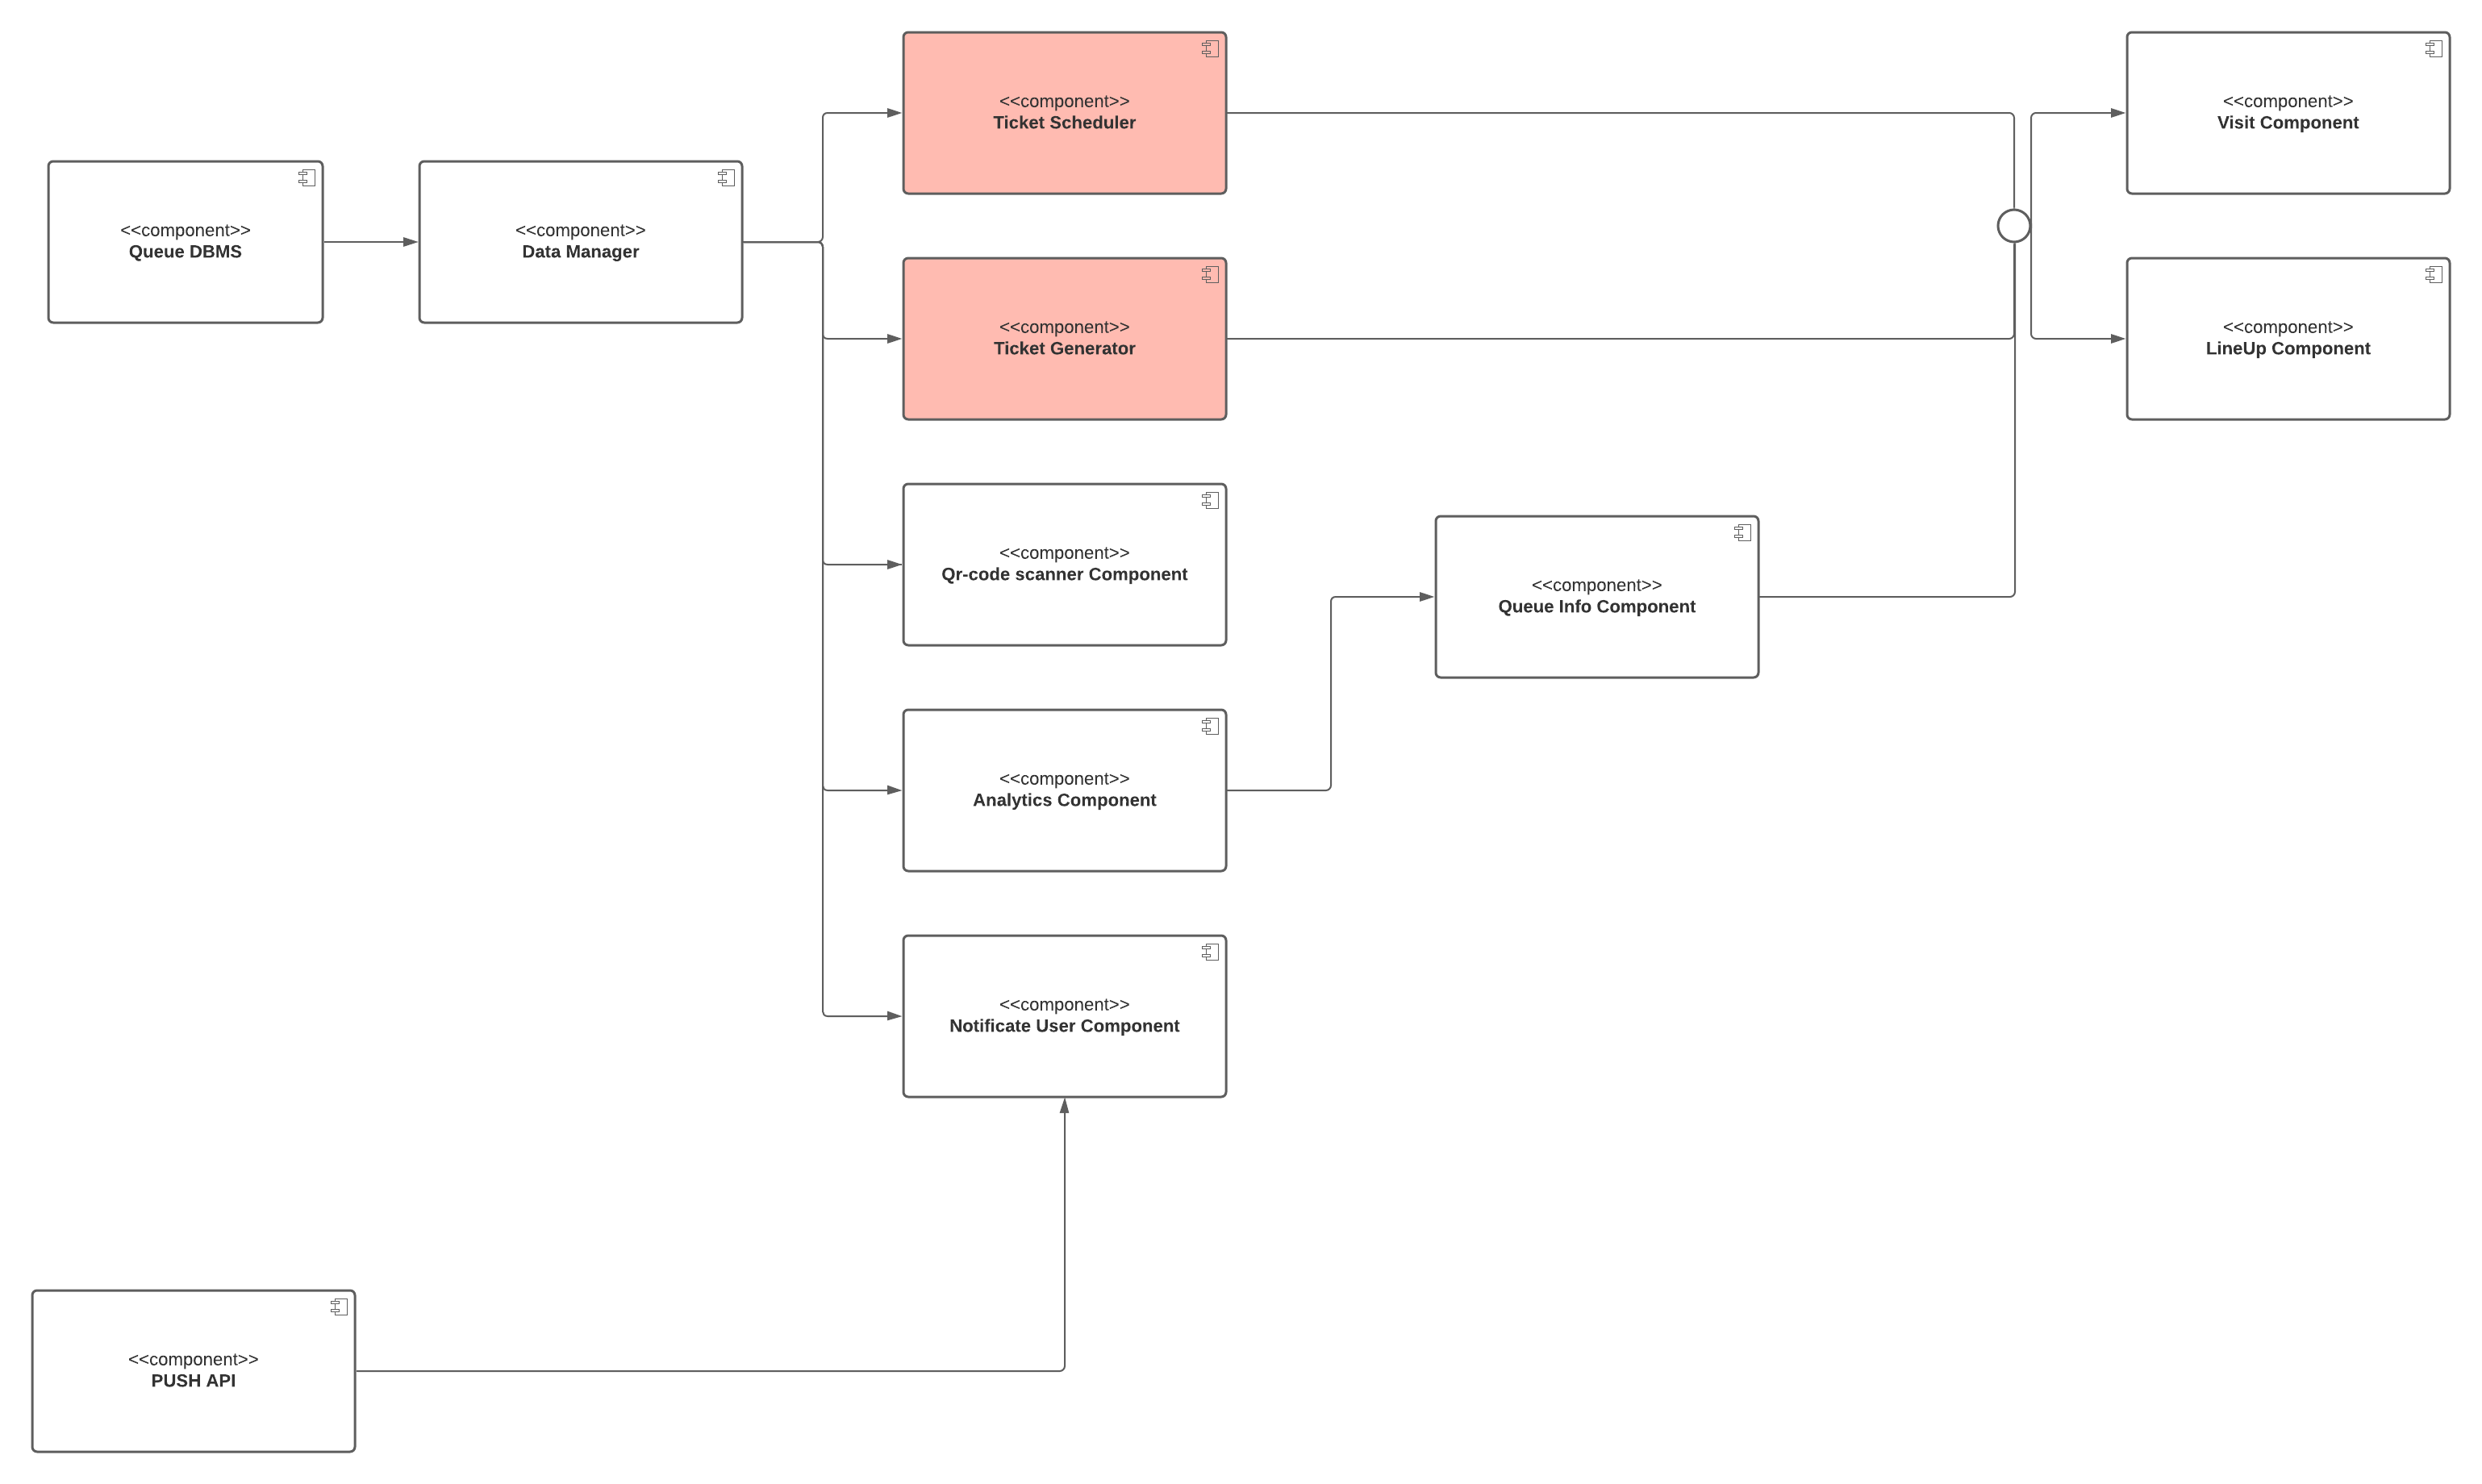 <<component>>
Ticket Scheduler
<<component>>
Visit Component
<<component>>
Queue DBMS
<<component>>
Data Manager
<<component>>
Ticket Generator
<<component>>
LineUp Component
<<component>>
Qr-code scanner Component
<<component>>
Queue Info Component
<<component>>
Analytics Component
<<component>>
Notificate User Component
<<component>>
PUSH API